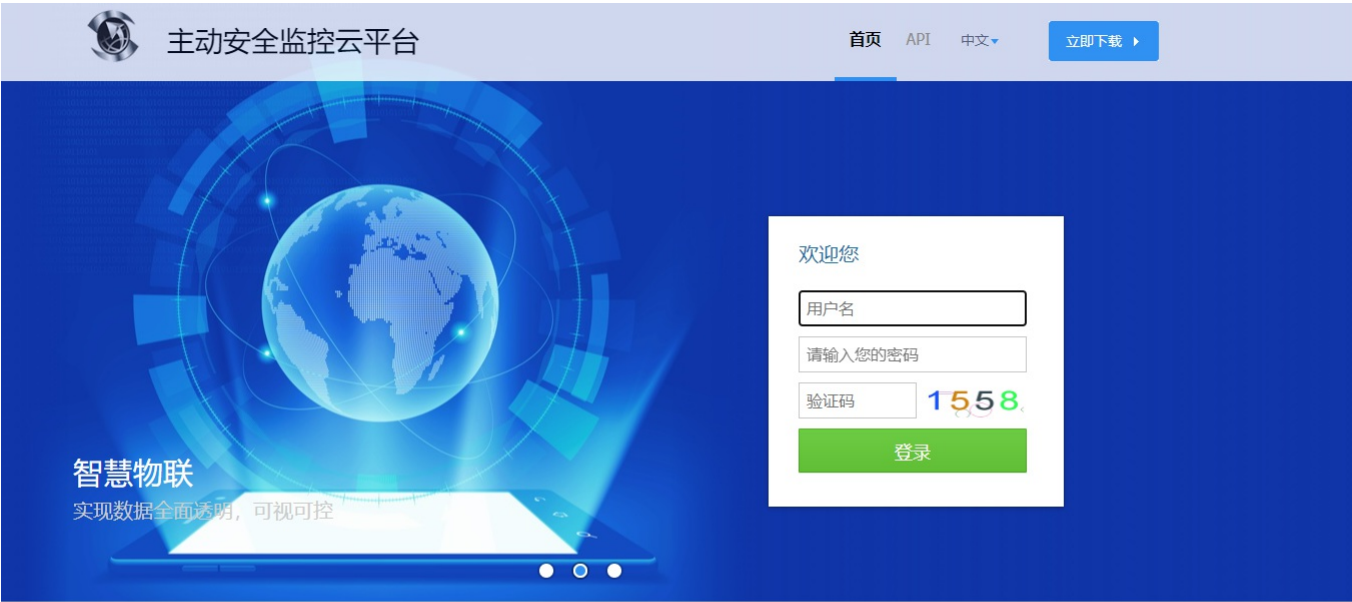 主动安全监控云平台
首页 API 中文 立即下载
欢迎您
用户名
请输入您的密码
验证码 1558
登录
智慧物联
实现数据全面透明，可视可控